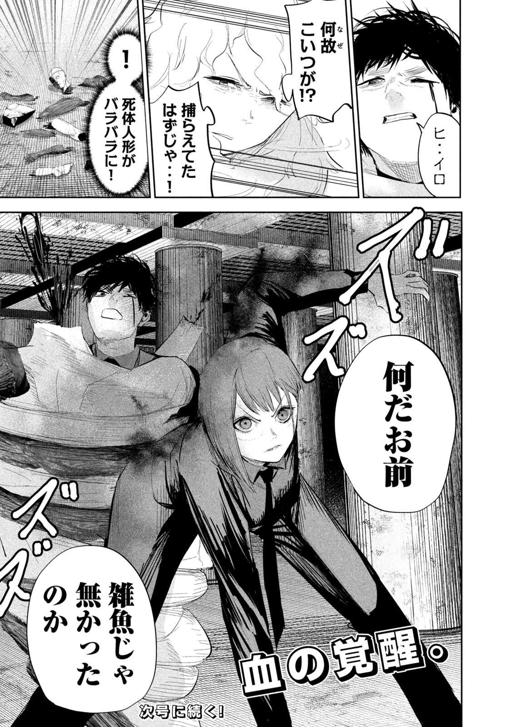 ヒ・・イロ
何故
なぜ
こいつが!?
捕らえてた
はずじゃ・・!
!
死体人形が
バラバラに!
ズズ
何だお前
ズズ
雑魚じゃ
無かった
のか
血の覚醒。
次号に続く!